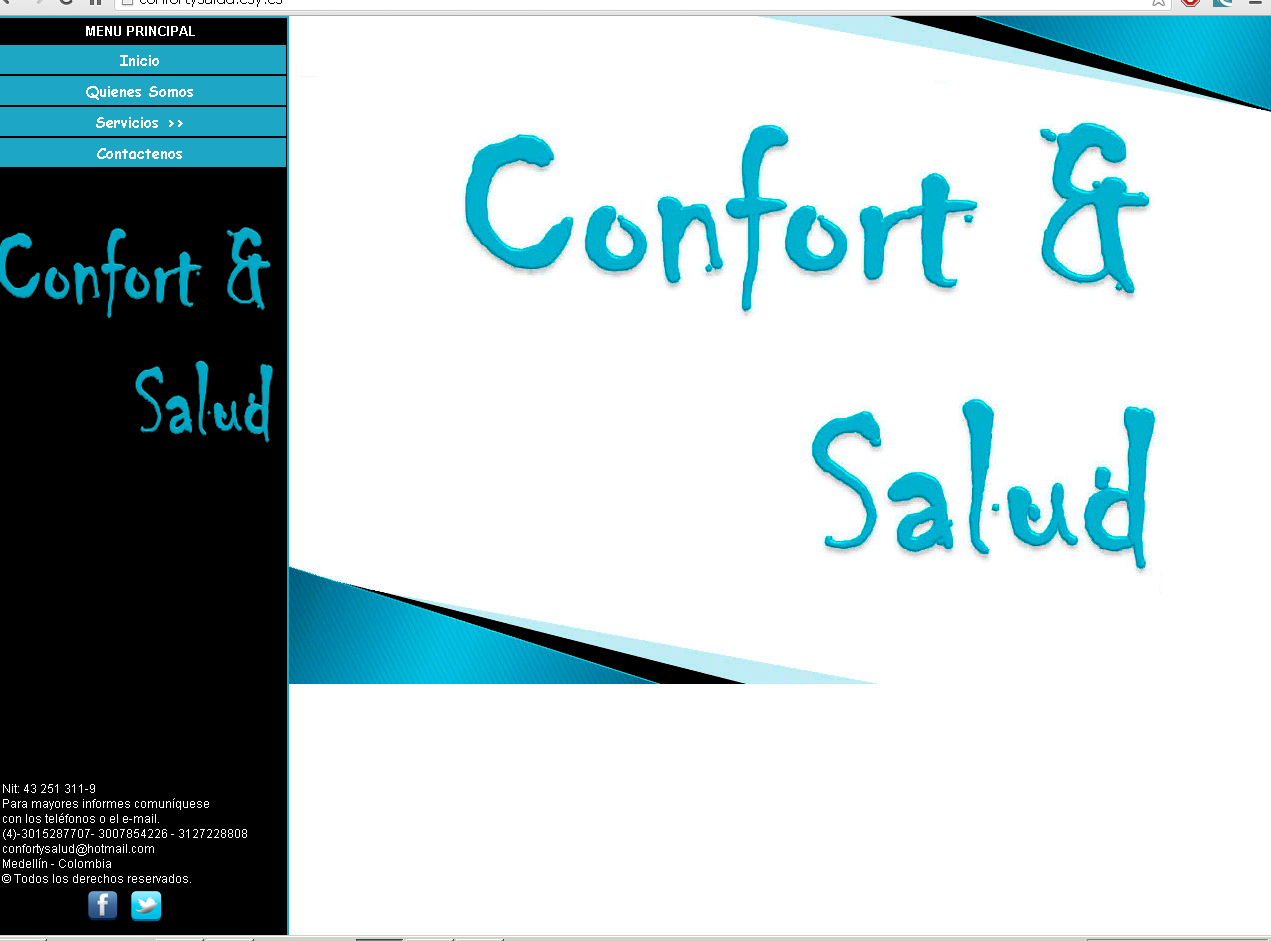 confortysalud.esy.es
MENU PRINCIPAL
Inicio
Quienes Somos
Servicios >>
Contactenos
Confort &
Salud
Confort &
Salud
Nit: 43 251 311-9
Para mayores informes comuníquese
con los teléfonos o el e-mail.
(4)-3015287707- 3007854226 - 3127228808
confortysalud@hotmail.com
Medellín - Colombia
© Todos los derechos reservados.